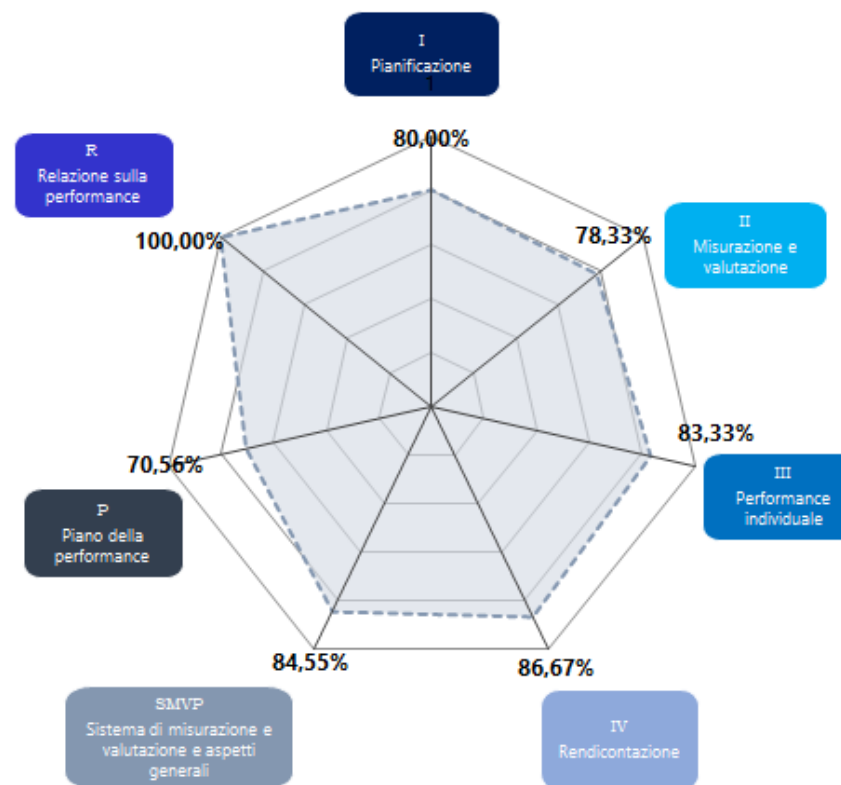 I
Pianificazione
1
80,00%
R
Relazione sulla
performance
100,00%
II
Misurazione e
valutazione
78,33%
83,33%
III
Performance
individuale
70,56%
P
Piano della
performance
84,55%
86,67%
SMVP
Sistema di misurazione e
valutazione e aspetti
generali
IV
Rendicontazione